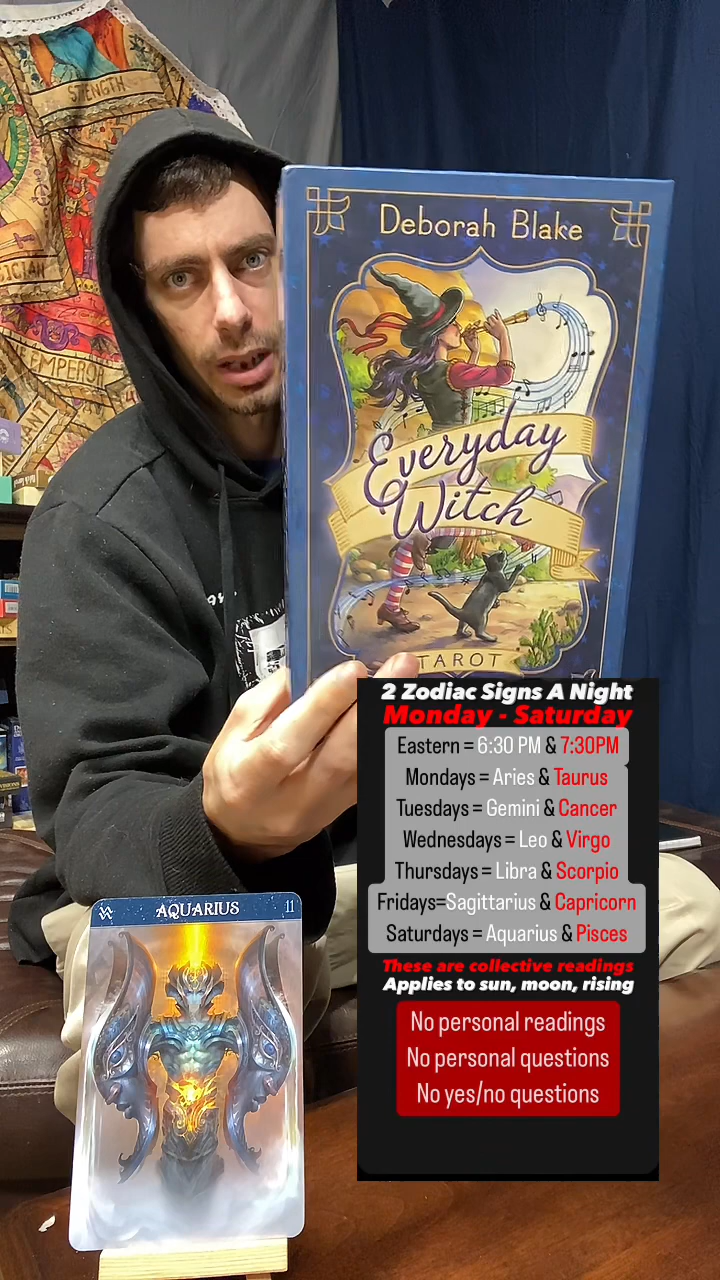 STRENGTH
EMPEROR
Deborah Blake
Everyday
Witch
TAROT
2 Zodiac Signs A Night
Monday - Saturday
Eastern = 6:30 PM & 7:30PM
Mondays = Aries & Taurus
Tuesdays = Gemini & Cancer
Wednesdays = Leo & Virgo
Thursdays = Libra & Scorpio
Fridays=Sagittarius & Capricorn
Saturdays = Aquarius & Pisces
These are collective readings
Applies to sun, moon, rising
No personal readings
No personal questions
No yes/no questions
AQUARIUS 11